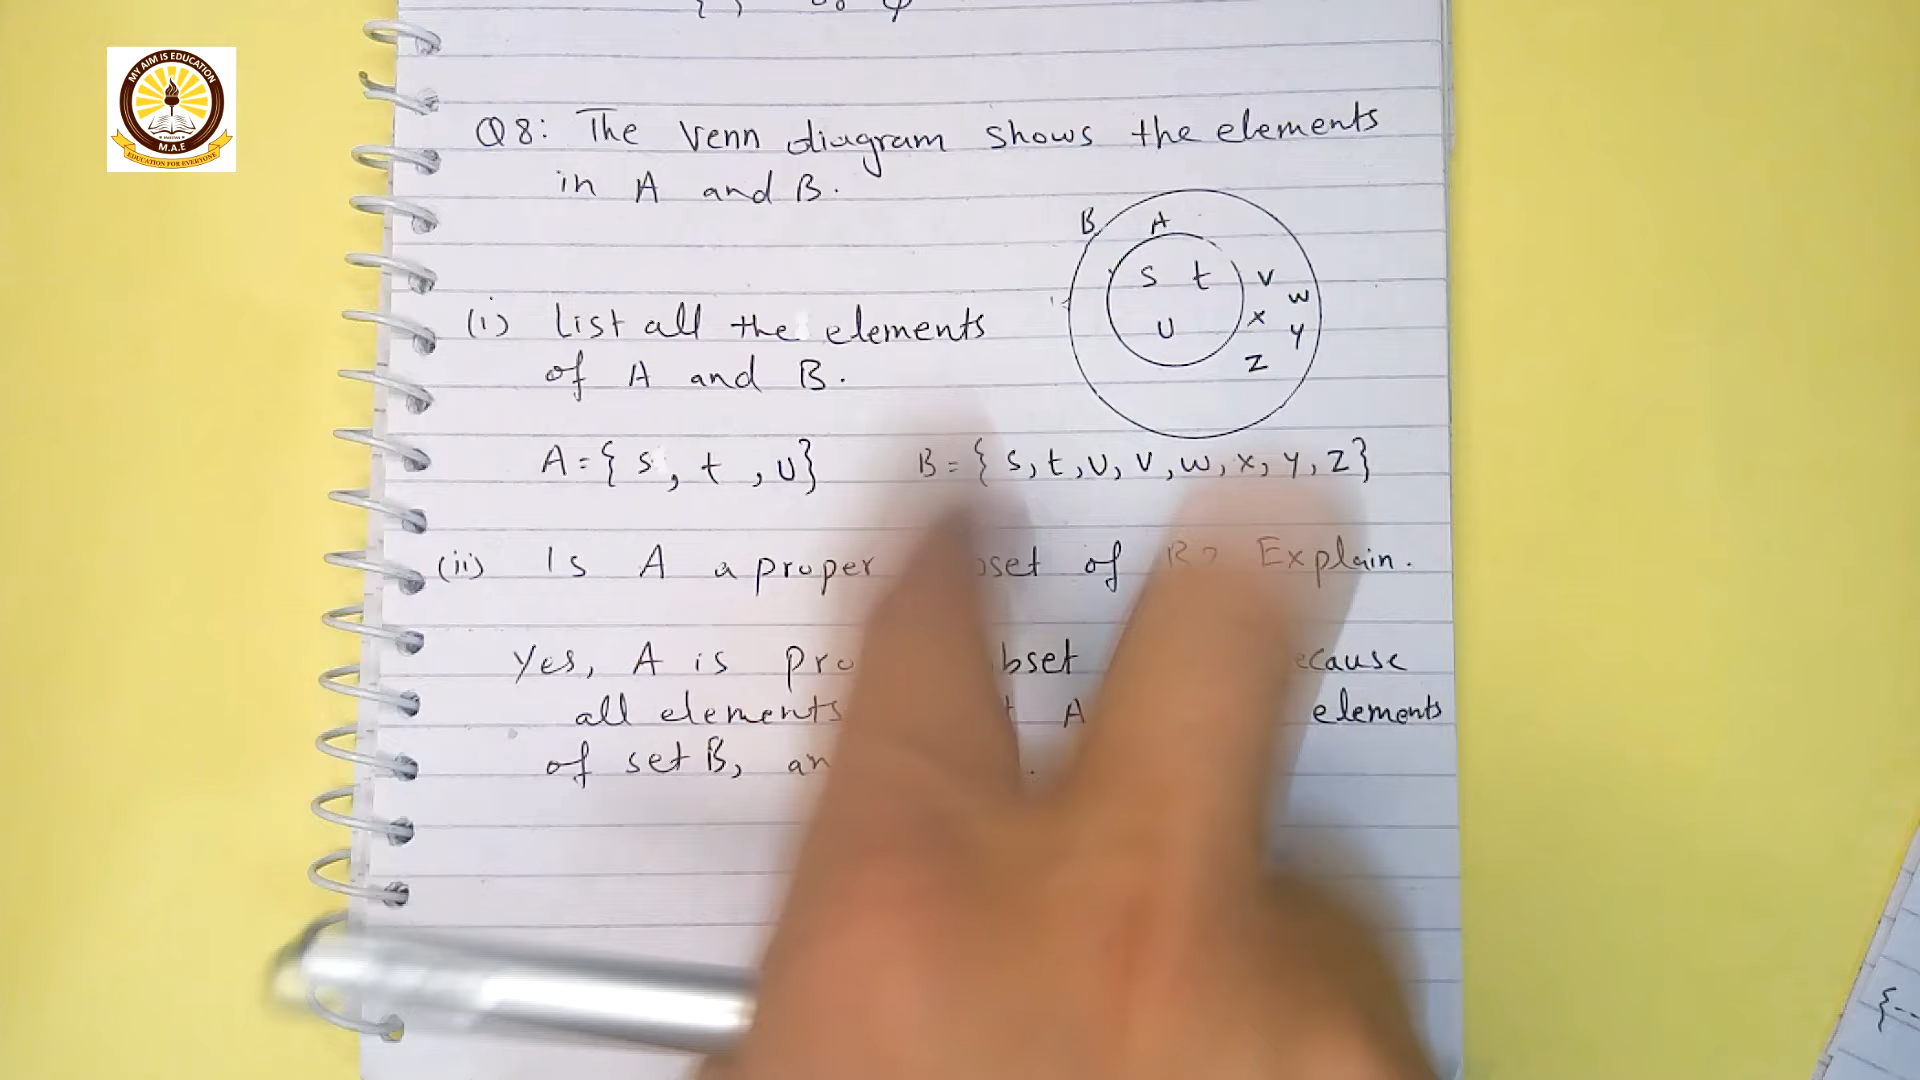 MY AIM IS EDUCATION
M.A.E
EDUCATION FOR EVERYONE
Q8: The Venn diagram shows the elements
in A and B.
B A
s t v
w
x
u y
z
(i) List all the elements
of A and B.
A = { s , t , u } B = { s, t, u, v, w, x, y, z }
(ii) Is A a proper of B? Explain.
Yes, A is
all elements A elements
of set B,